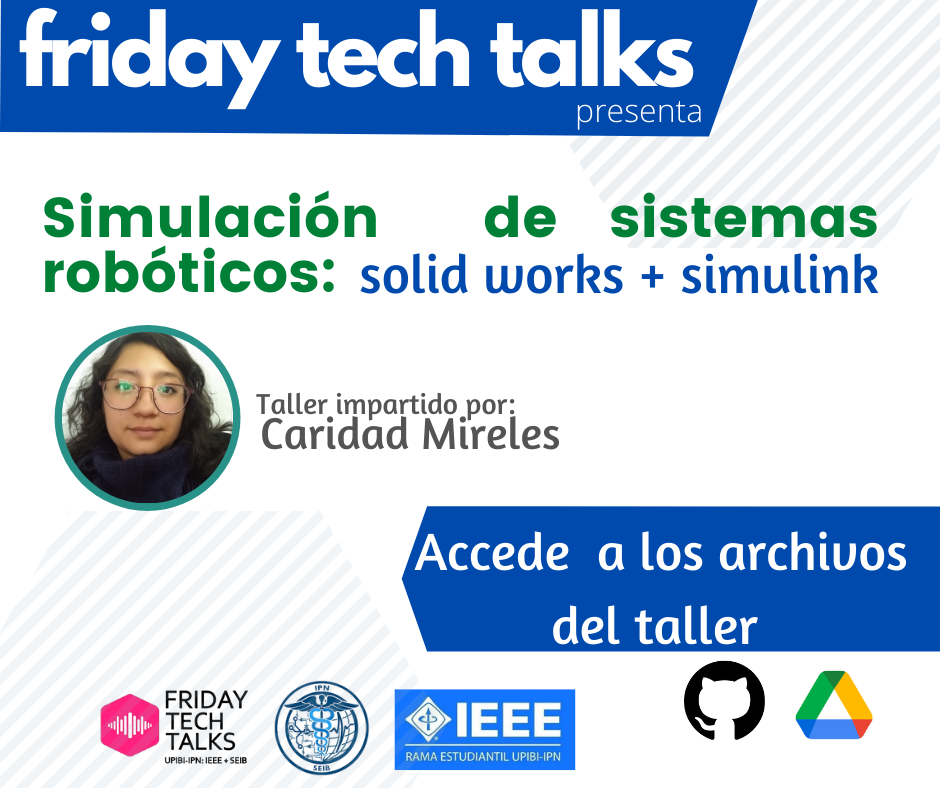 friday tech talks
presenta
Simulación de sistemas
robóticos: solid works + simulink
Taller impartido por:
Caridad Mireles
Accede a los archivos
del taller
FRIDAY
TECH
TALKS
UPIBI-IPN: IEEE + SEIB
IPN
SEIB
IEEE
RAMA ESTUDIANTIL UPIBI-IPN